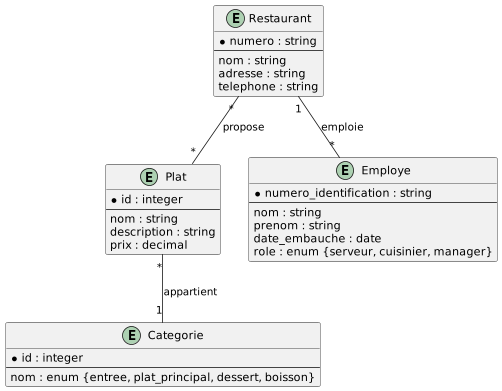 E Restaurant
* numero : string
nom : string
adresse : string
telephone : string
* 1
propose emploie
* *
E Plat
* id : integer
nom : string
description : string
prix : decimal
E Employe
* numero_identification : string
nom : string
prenom : string
date_embauche : date
role : enum {serveur, cuisinier, manager}
*
appartient
1
E Categorie
* id : integer
nom : enum {entree, plat_principal, dessert, boisson}